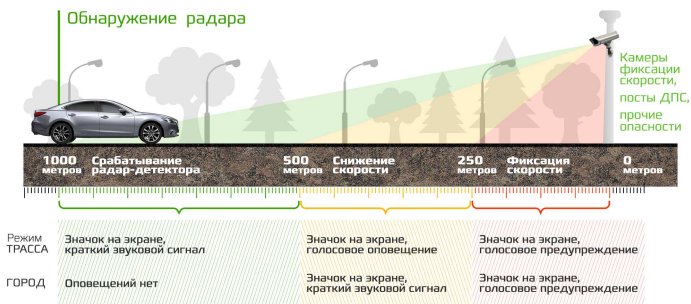 Обнаружение радара
Камеры
фиксации
скорости,
посты ДПС,
прочие
опасности
1000 Срабатывание 500 Снижение 250 Фиксация 0
метров радар-детектора метров скорости метров скорости метров
Режим
ТРАССА
Значок на экране,
краткий звуковой сигнал
Значок на экране,
голосовое оповещение
Значок на экране,
голосовое предупреждение
ГОРОД
Оповещений нет
Значок на экране,
краткий звуковой сигнал
Значок на экране,
голосовое предупреждение